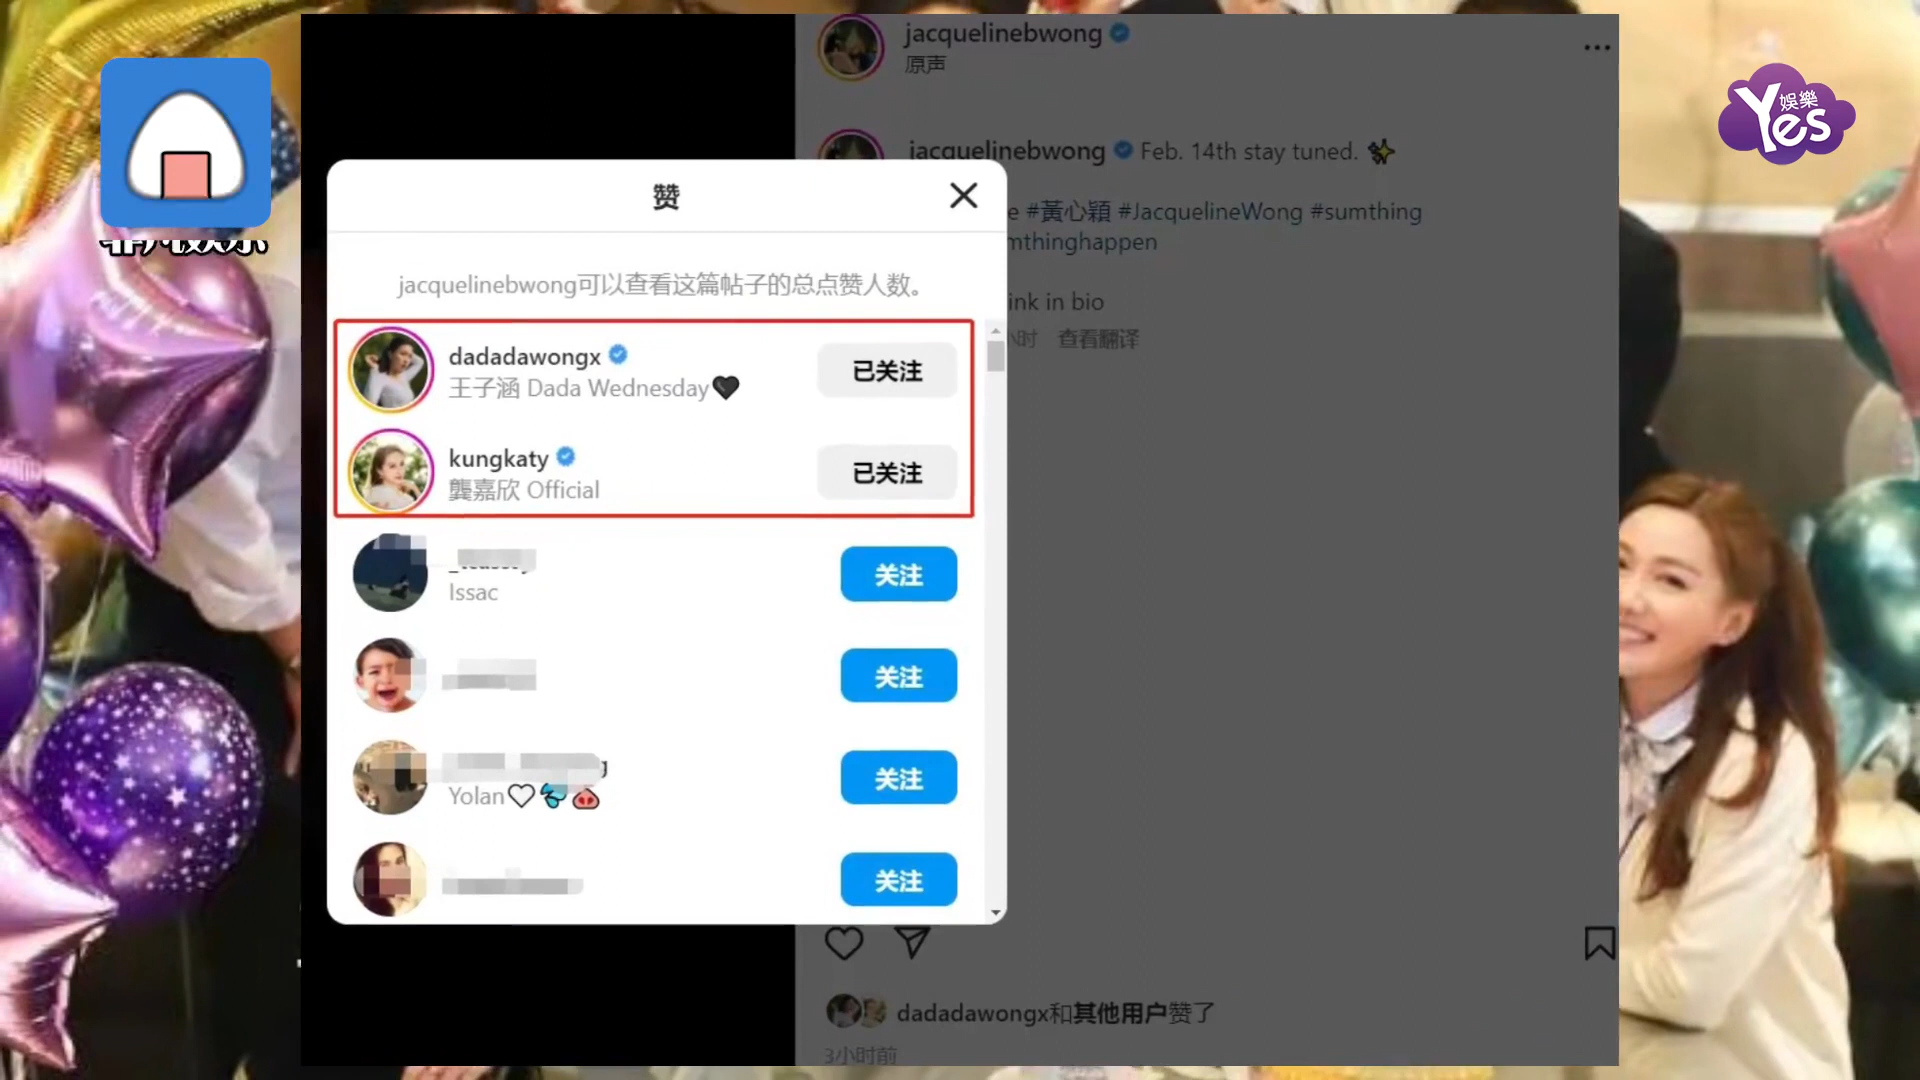 jacquelinebwong
原声
jacquelinebwong Feb. 14th stay tuned. ✨
e #黃心穎 #JacquelineWong #sumthing
mthinghappen
ink in bio
小时 查看翻译
赞
jacquelinebwong可以查看这篇帖子的总点赞人数。
dadadawongx
王子涵 Dada Wednesday🖤
已关注
kungkaty
龔嘉欣 Official
已关注
Issac
关注
关注
Yolan♡💦🐽
关注
关注
dadadawongx和其他用户赞了
3小时前
Yes 娛樂